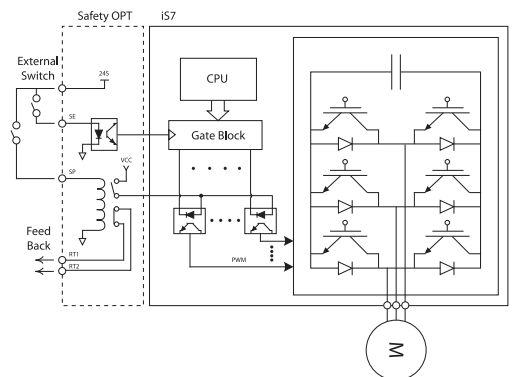 Safety OPT
iS7
External
Switch
24S
CPU
SE
Gate Block
VCC
SP
Feed
Back
RT1
RT2
PWM
M